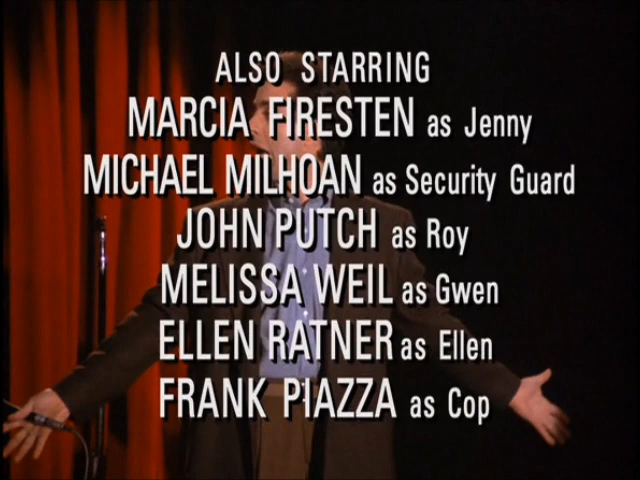 ALSO STARRING
MARCIA FIRESTEN as Jenny
MICHAEL MILHOAN as Security Guard
JOHN PUTCH as Roy
MELISSA WEIL as Gwen
ELLEN RATNER as Ellen
FRANK PIAZZA as Cop